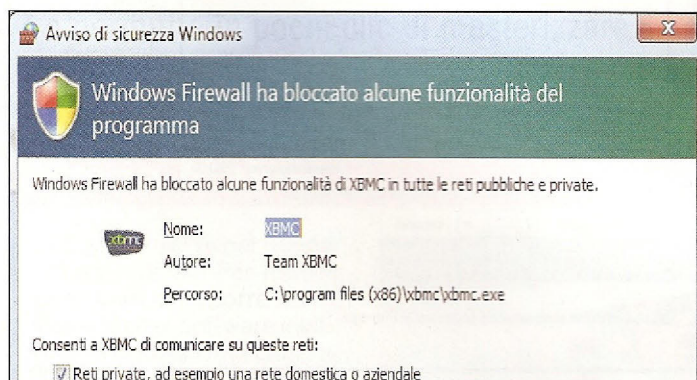 Avviso di sicurezza Windows
X
Windows Firewall ha bloccato alcune funzionalità del
programma
Windows Firewall ha bloccato alcune funzionalità di XBMC in tutte le reti pubbliche e private.
xbmc
Nome: XBMC
Autore: Team XBMC
Percorso: C:\program files (x86)\xbmc\xbmc.exe
Consenti a XBMC di comunicare su queste reti:
Reti private, ad esempio una rete domestica o aziendale